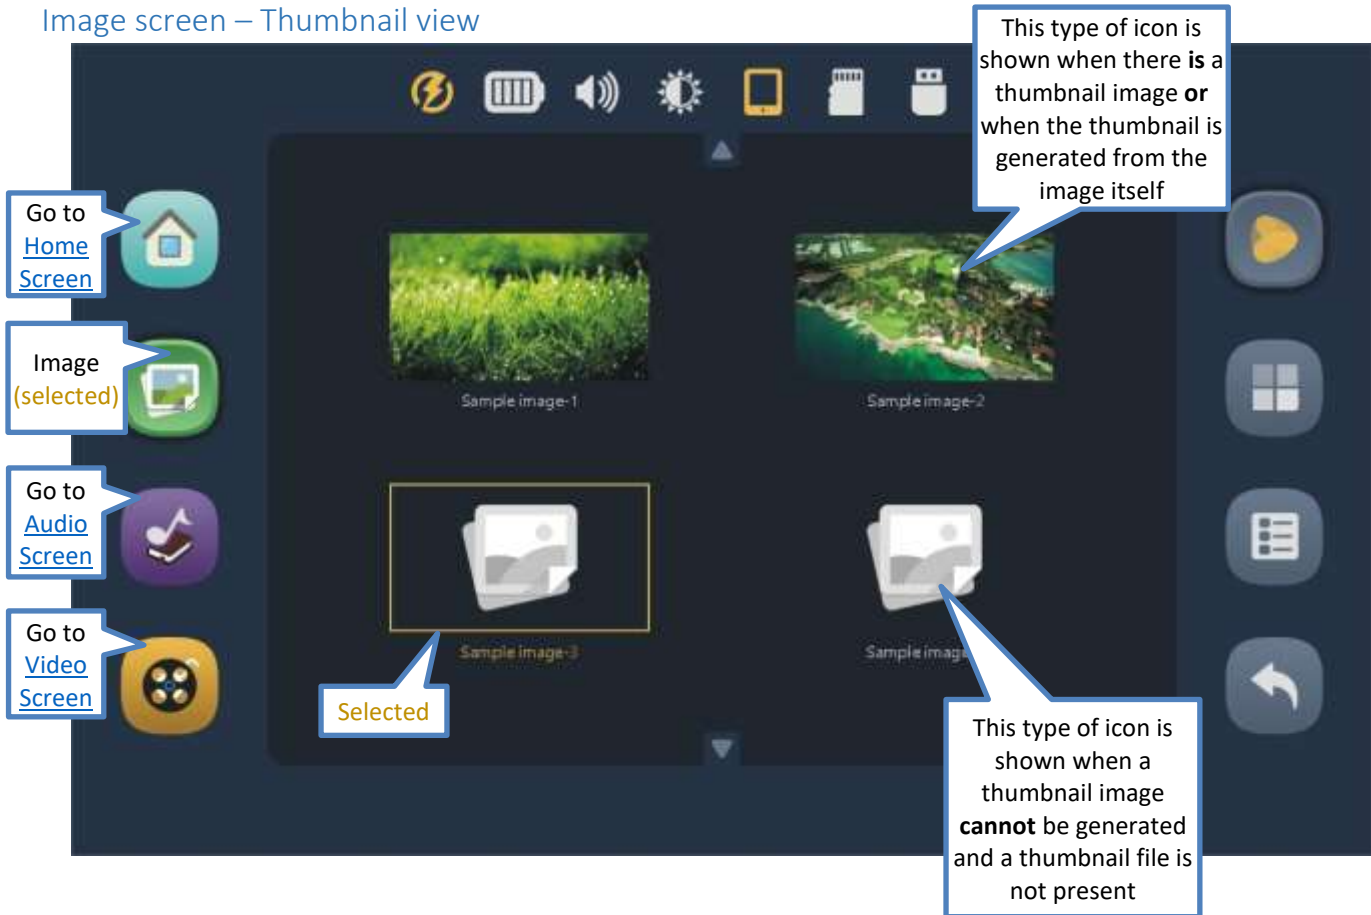 Image screen – Thumbnail view
This type of icon is
shown when there is a
thumbnail image or
when the thumbnail is
generated from the
image itself
Go to
Home
Screen
Image
(selected)
Sample image-1
Sample image-2
Go to
Audio
Screen
Go to
Video
Screen
Sample image-3
Sample image
Selected
This type of icon is
shown when a
thumbnail image
cannot be generated
and a thumbnail file is
not present